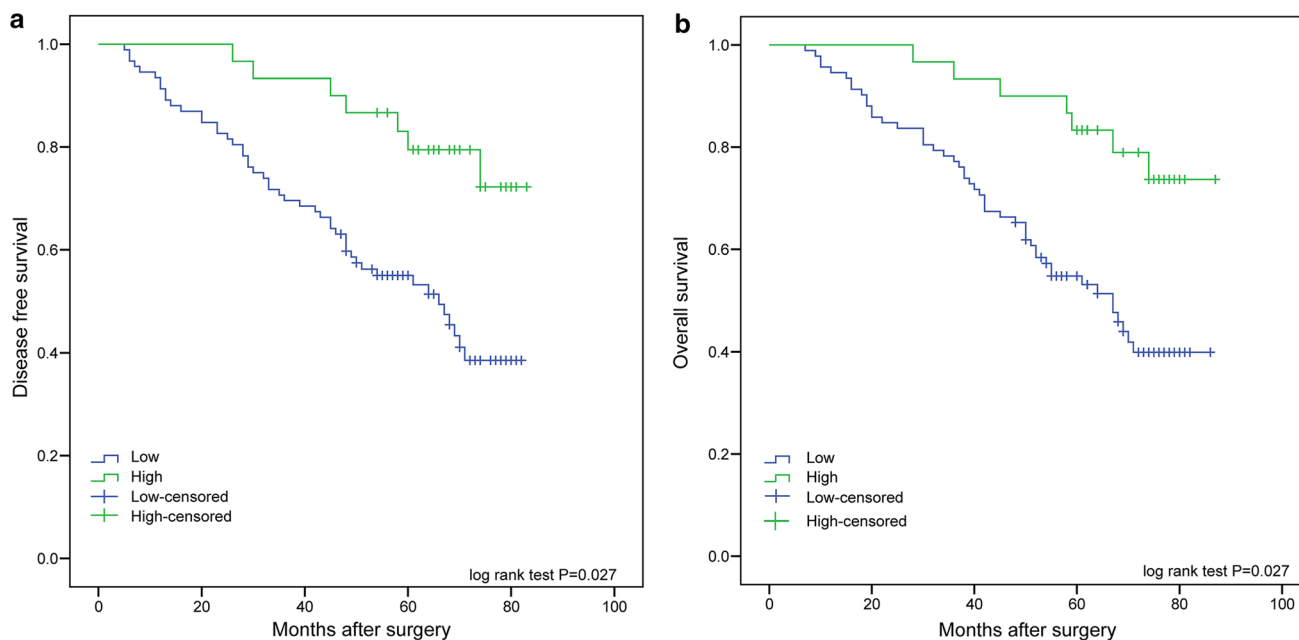 a
Disease free survival
1.0
0.8
0.6
0.4
0.2
0.0
Low
High
Low-censored
High-censored
log rank test P=0.027
0 20 40 60 80 100
Months after surgery
b
Overall survival
1.0
0.8
0.6
0.4
0.2
0.0
Low
High
Low-censored
High-censored
log rank test P=0.027
0 20 40 60 80 100
Months after surgery